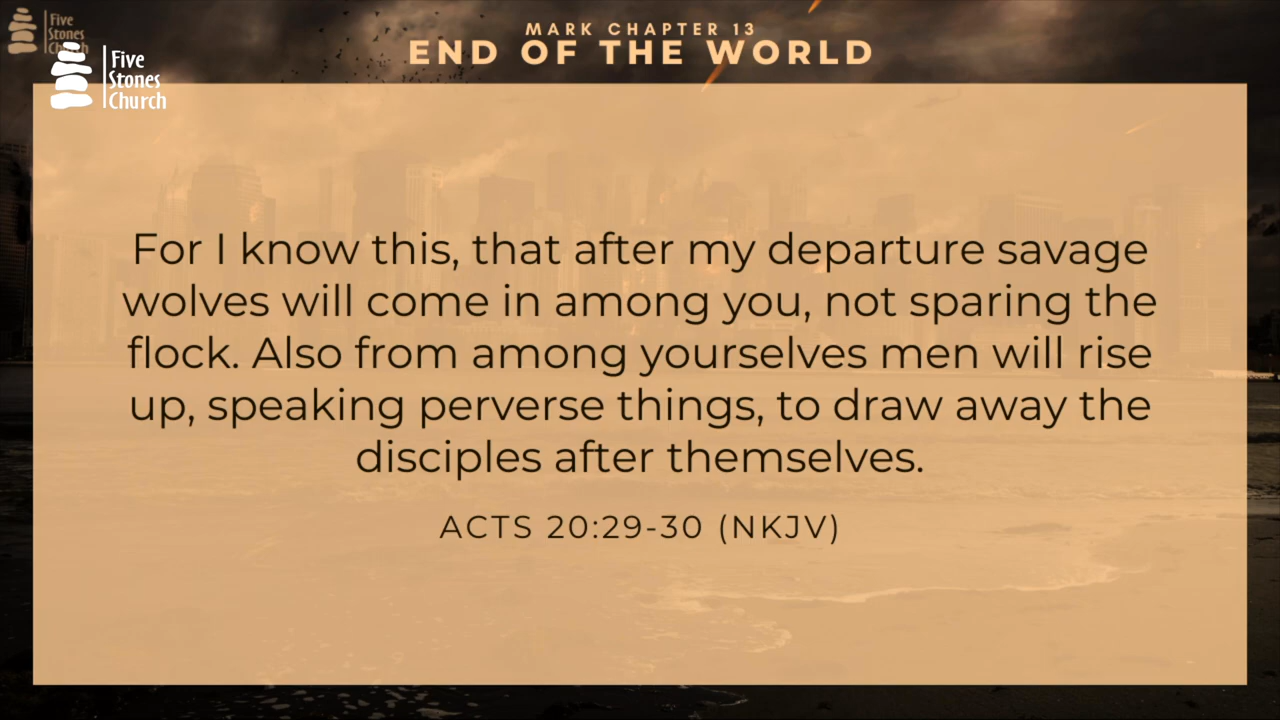 Five
Stones
Church
Five
Stones
Church
MARK CHAPTER 13
END OF THE WORLD
For I know this, that after my departure savage
wolves will come in among you, not sparing the
flock. Also from among yourselves men will rise
up, speaking perverse things, to draw away the
disciples after themselves.
ACTS 20:29-30 (NKJV)